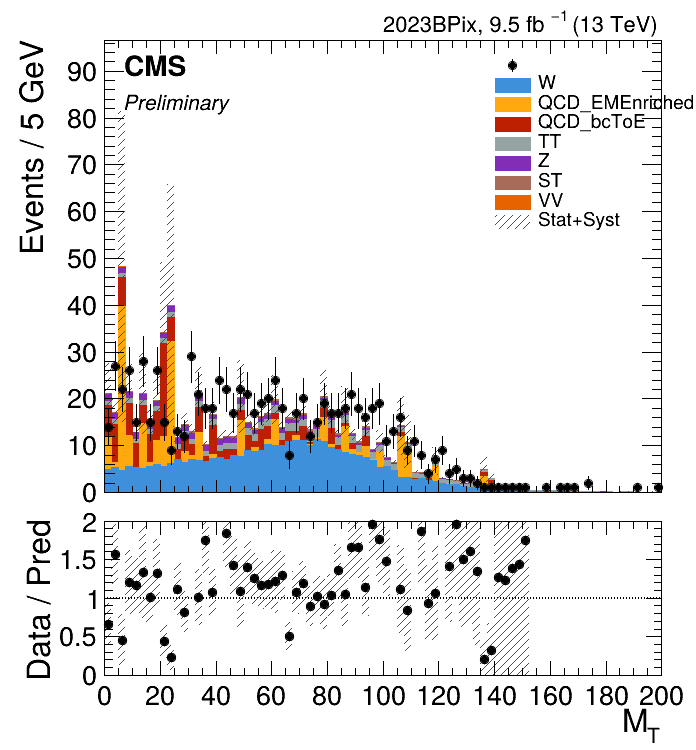 2023BPix, 9.5 fb⁻¹ (13 TeV)
Events / 5 GeV
CMS
Preliminary
W
QCD_EMEnriched
QCD_bcToE
TT
Z
ST
VV
Stat+Syst
90
80
70
60
50
40
30
20
10
0
Data / Pred
2
1.5
1
0.5
0
0 20 40 60 80 100 120 140 160 180 200
M_T